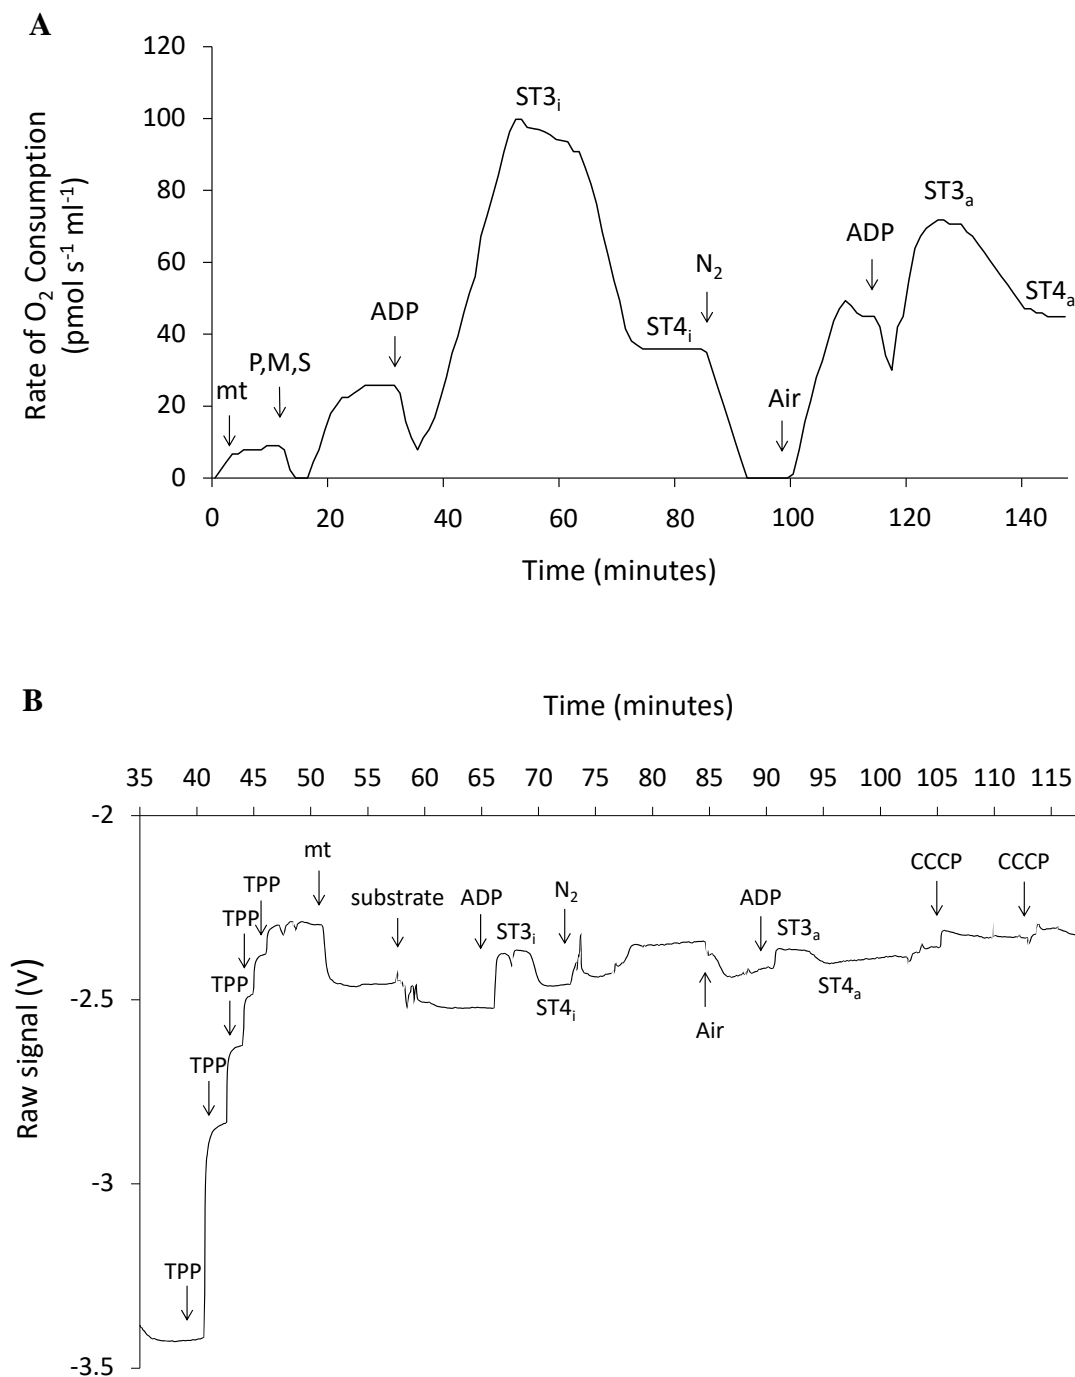 A
Rate of O₂ Consumption
(pmol s⁻¹ ml⁻¹)
120
100
80
60
40
20
0
mt
P,M,S
ADP
ST3ᵢ
ST4ᵢ
N₂
Air
ADP
ST3ₐ
ST4ₐ
0 20 40 60 80 100 120 140
Time (minutes)
B
Time (minutes)
35 40 45 50 55 60 65 70 75 80 85 90 95 100 105 110 115
Raw signal (V)
-2
-2.5
-3
-3.5
TPP
TPP
TPP
TPP
TPP
mt
substrate
ADP
ST3ᵢ
ST4ᵢ
N₂
Air
ADP
ST3ₐ
ST4ₐ
CCCP
CCCP